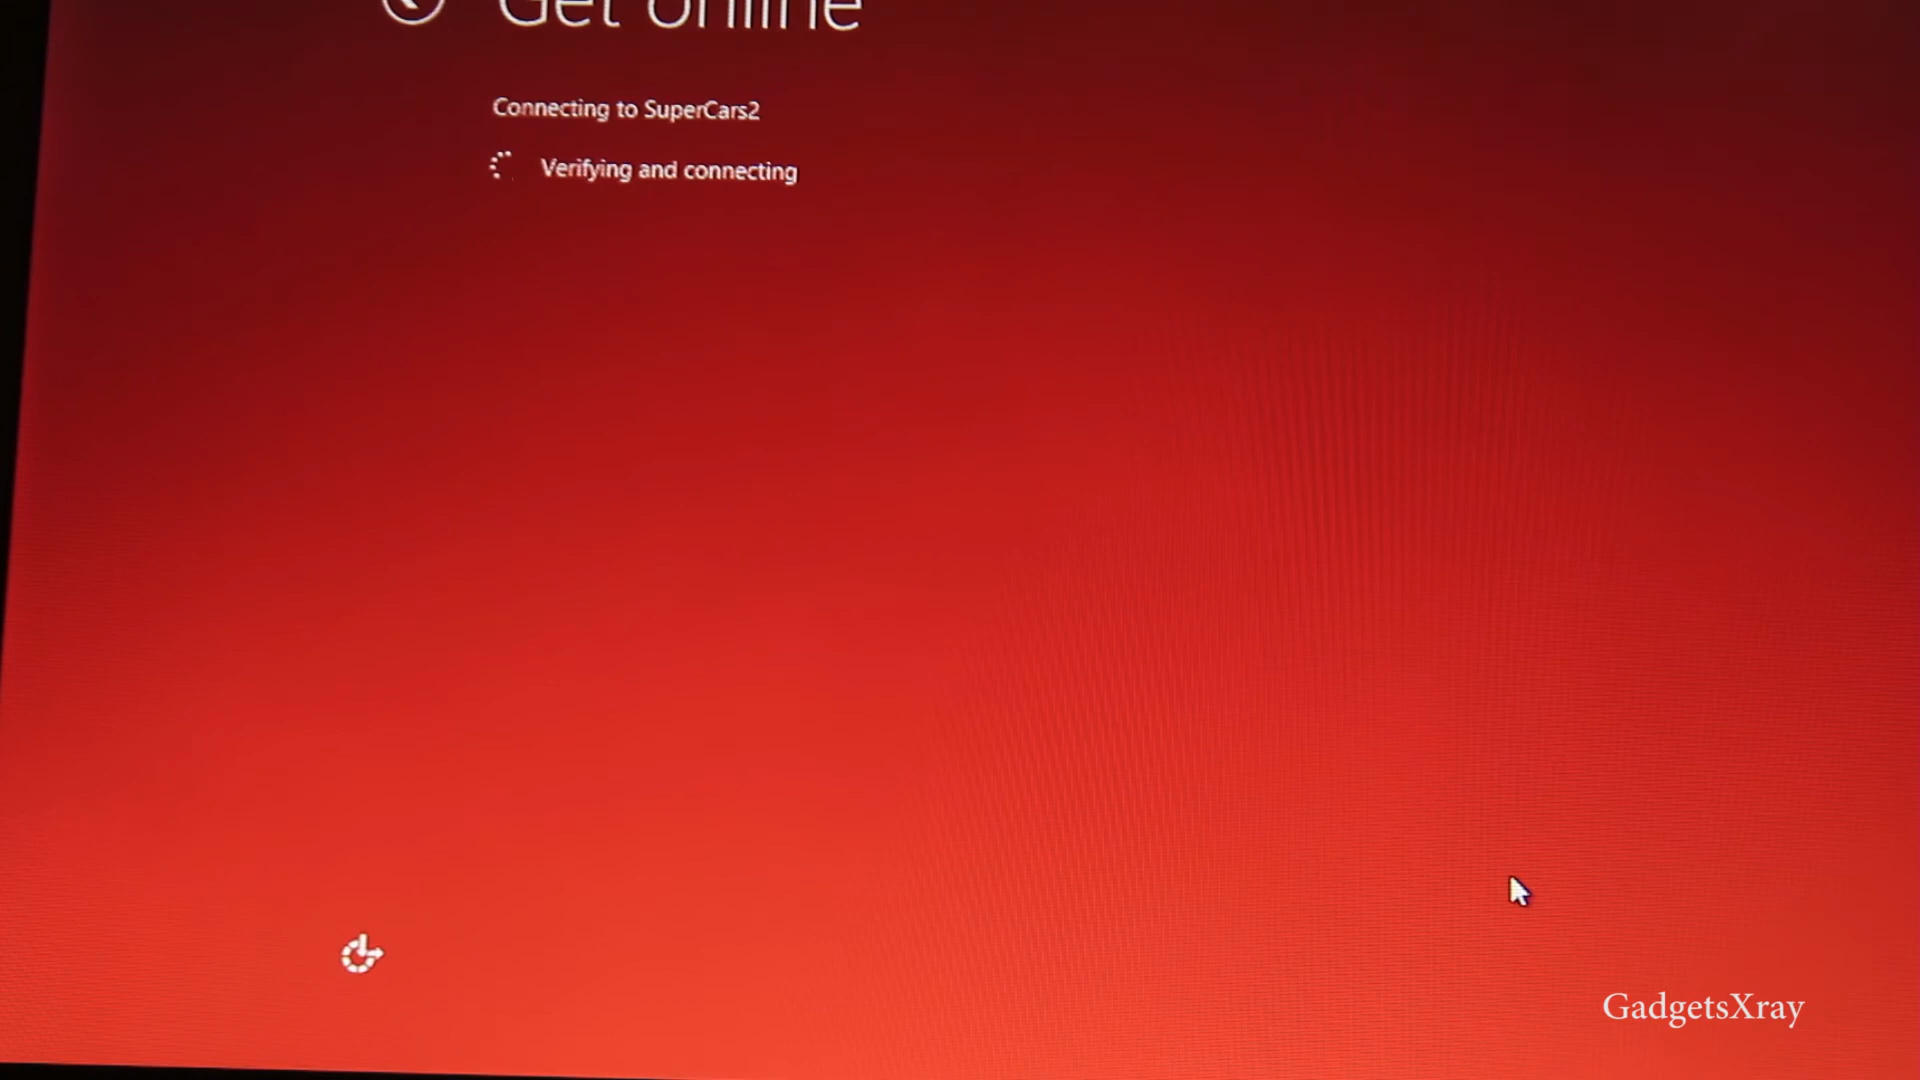 Get online
Connecting to SuperCars2
Verifying and connecting
GadgetsXray